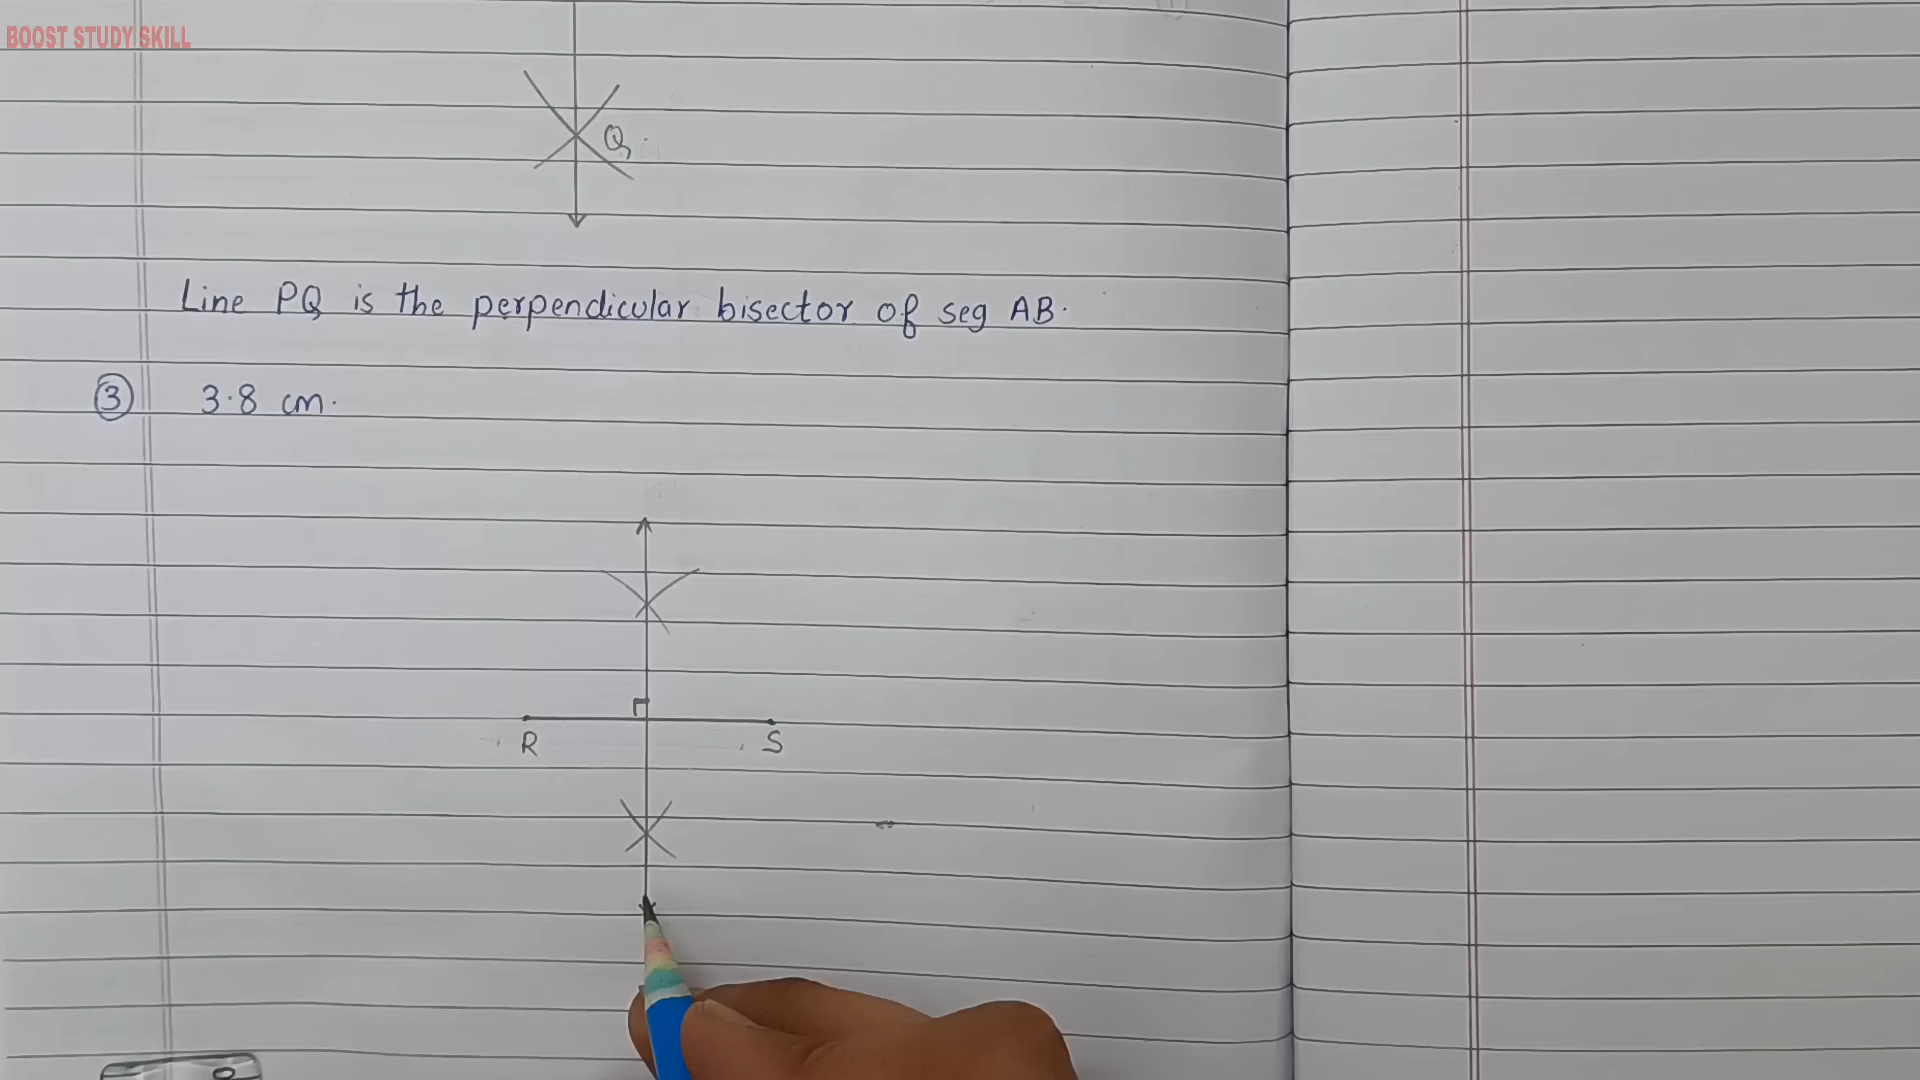 BOOST STUDY SKILL
Q
Line PQ is the perpendicular bisector of seg AB.
③ 3.8 cm.
R S